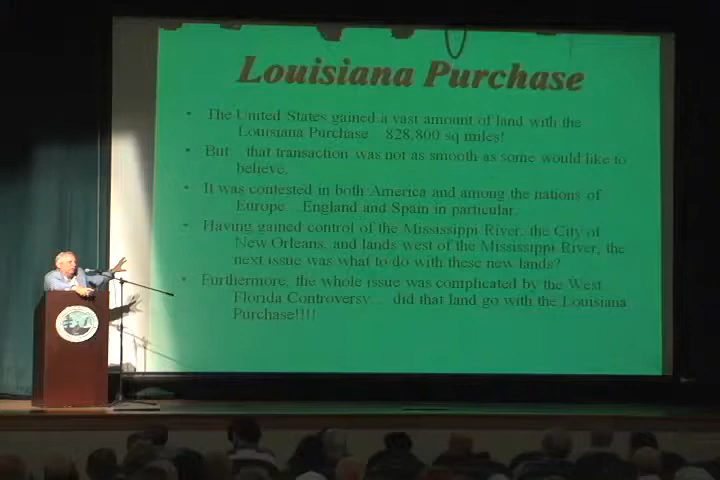 Louisiana Purchase
• The United States gained a vast amount of land with the
Louisiana Purchase... 828,800 sq miles!
• But... that transaction was not as smooth as some would like to
believe.
• It was contested in both America and among the nations of
Europe... England and Spain in particular.
• Having gained control of the Mississippi River, the City of
New Orleans, and lands west of the Mississippi River, the
next issue was what to do with these new lands?
• Furthermore, the whole issue was complicated by the West
Florida Controversy... did that land go with the Louisiana
Purchase!!!!